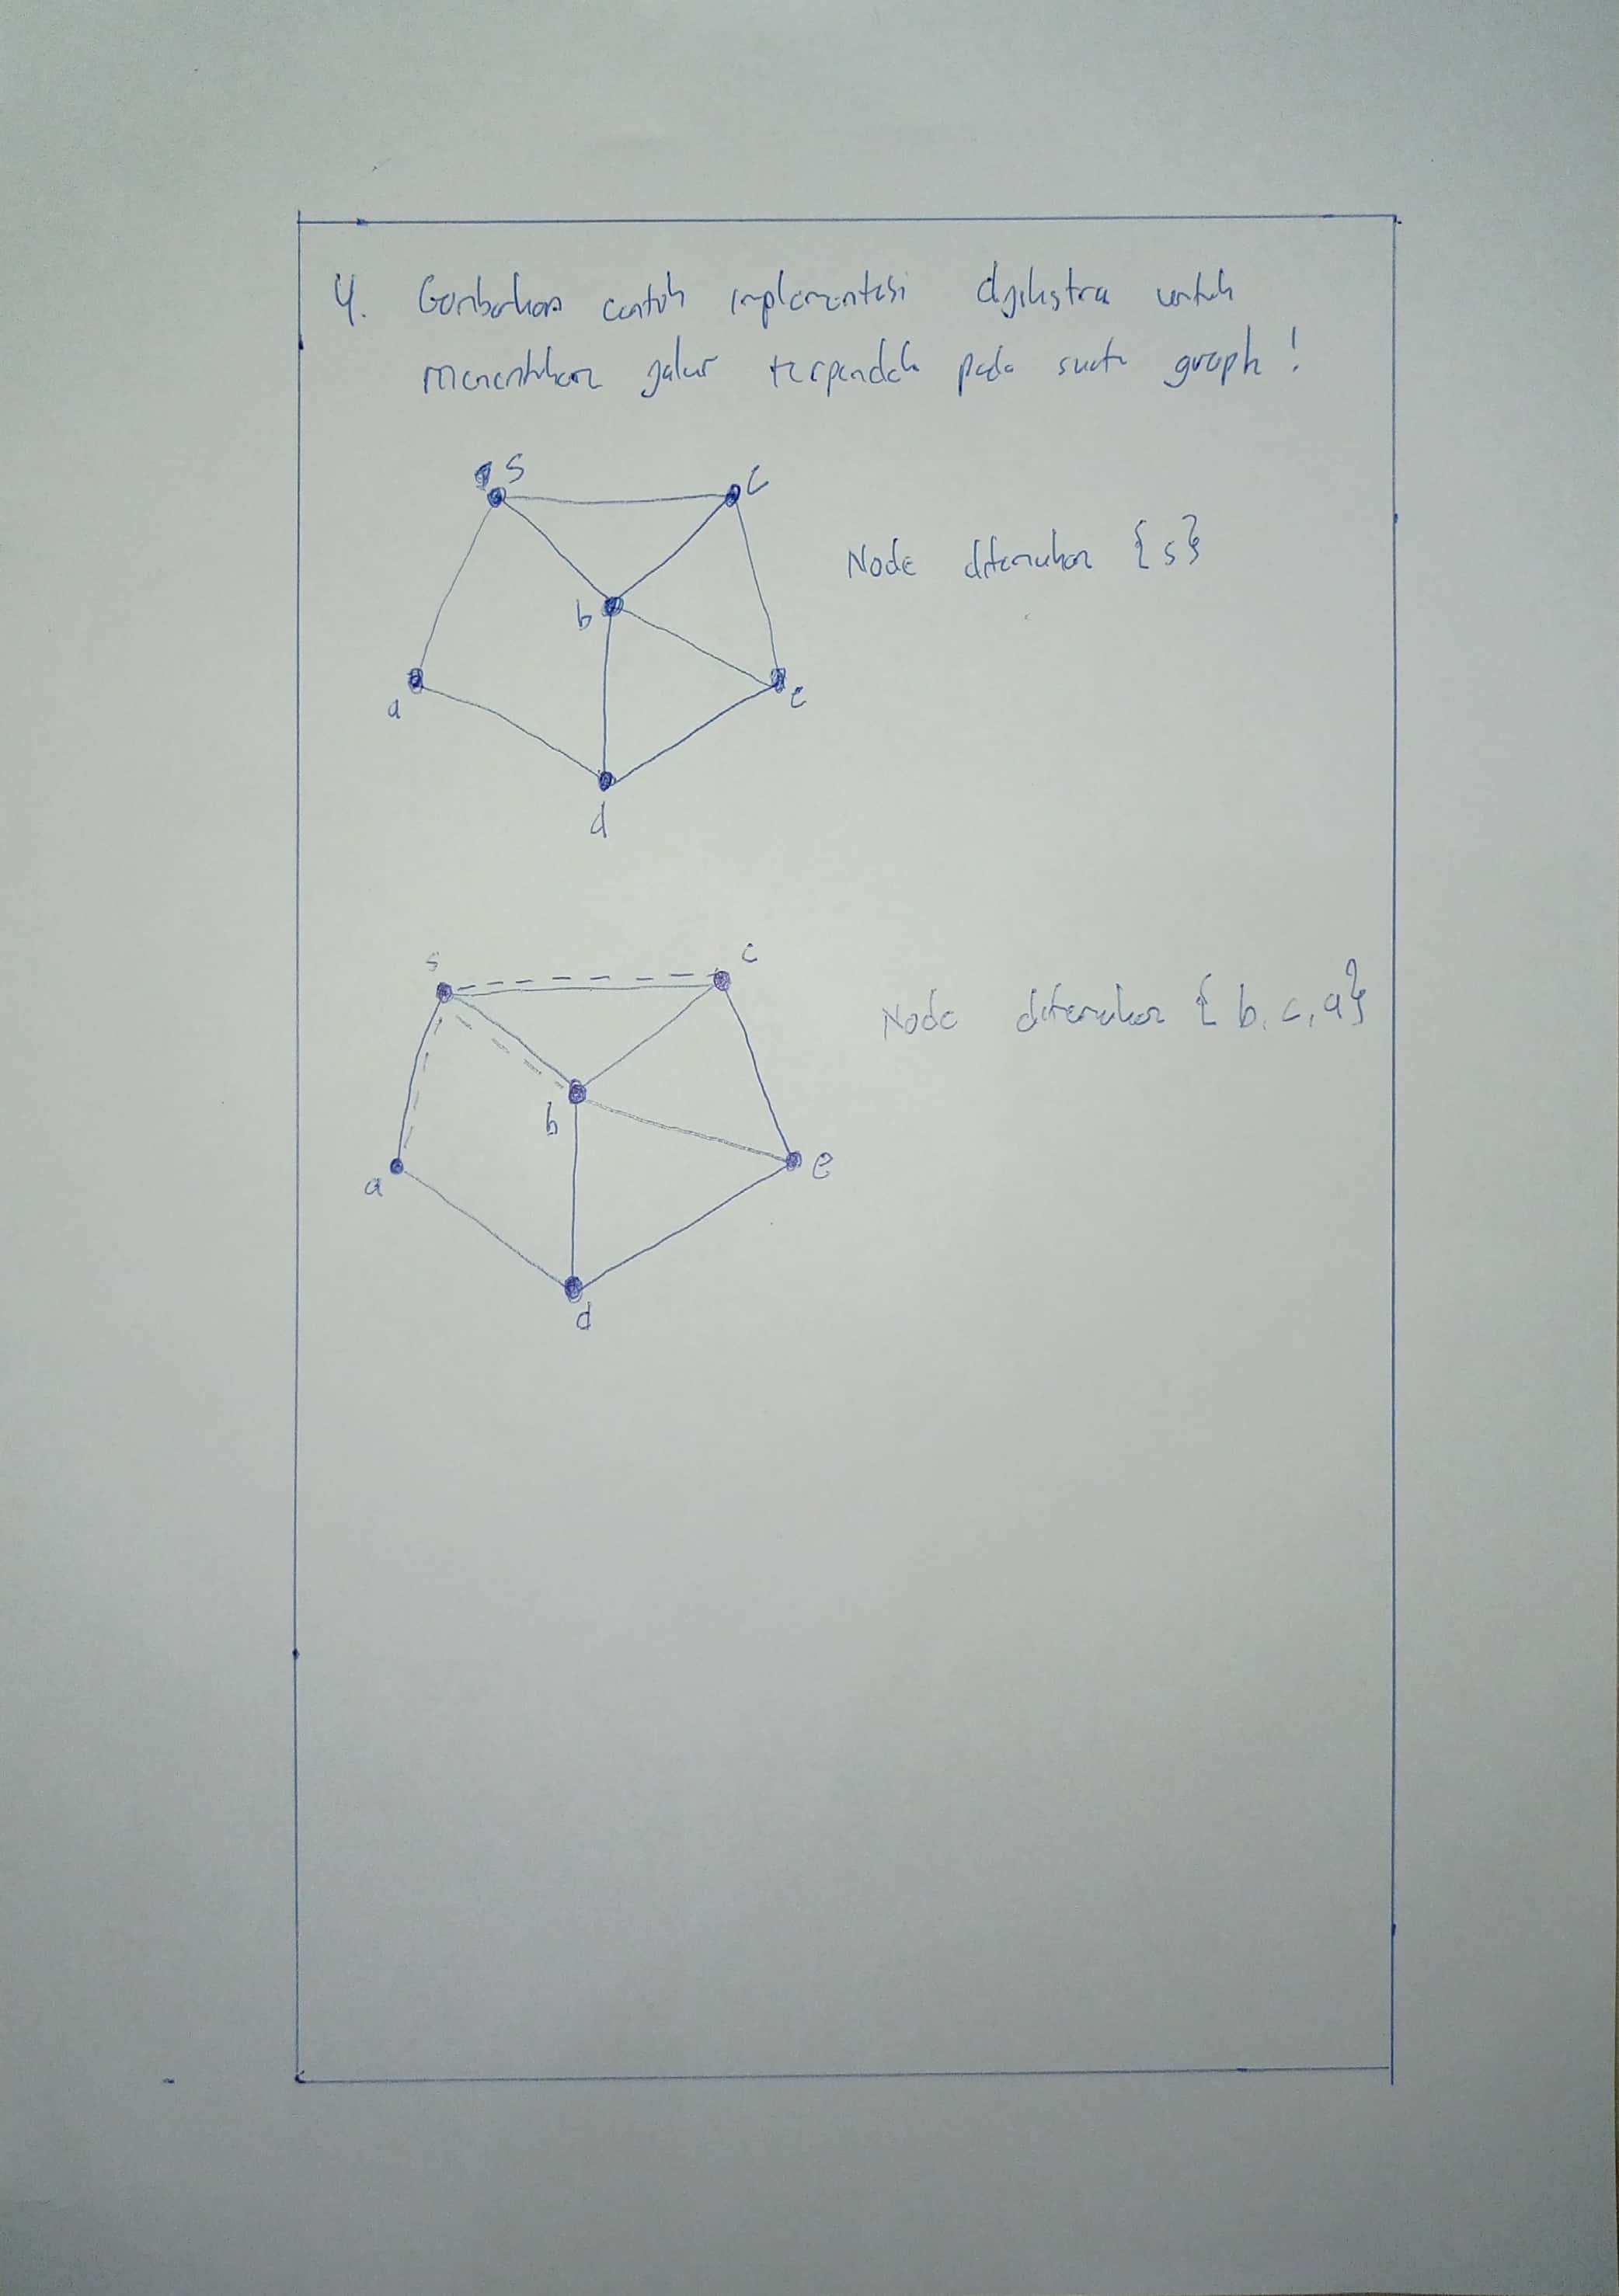 4. Gambarkan contoh implementasi djikstra untuk
menentukan jalur terpendek pada suatu graph!
s c
b
a e
d
Node ditemukan {s}
s c
b
a e
d
Node ditemukan {b, c, a}